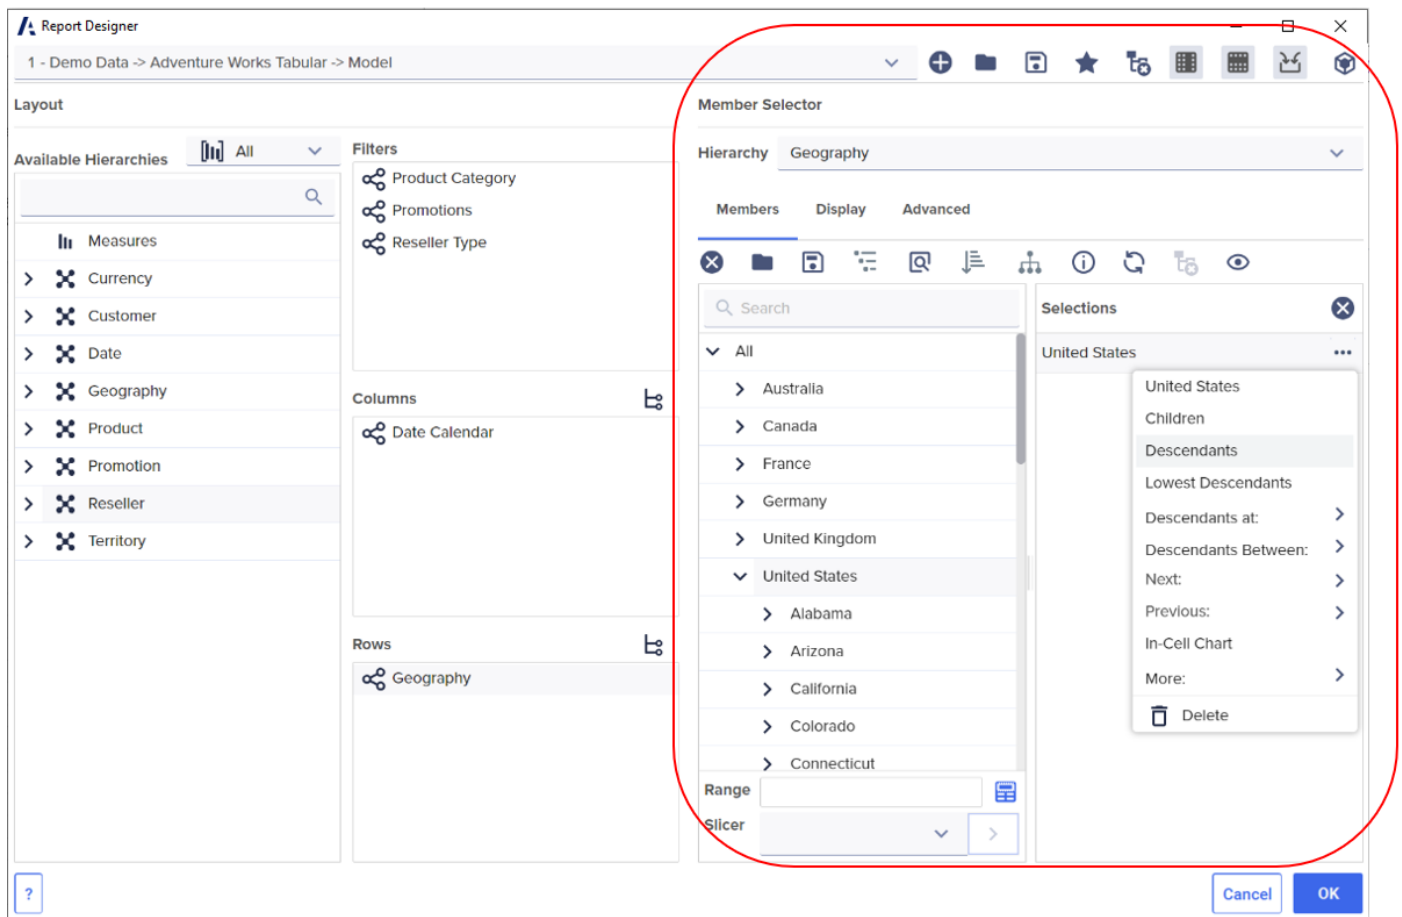 Report Designer
1 - Demo Data -> Adventure Works Tabular -> Model
Layout
Available Hierarchies
All
Measures
Currency
Customer
Date
Geography
Product
Promotion
Reseller
Territory
Filters
Product Category
Promotions
Reseller Type
Columns
Date Calendar
Rows
Geography
Member Selector
Hierarchy Geography
Members Display Advanced
Search
All
Australia
Canada
France
Germany
United Kingdom
United States
Alabama
Arizona
California
Colorado
Connecticut
Range
Slicer
Selections
United States
United States
Children
Descendants
Lowest Descendants
Descendants at:
Descendants Between:
Next:
Previous:
In-Cell Chart
More:
Delete
?
Cancel
OK